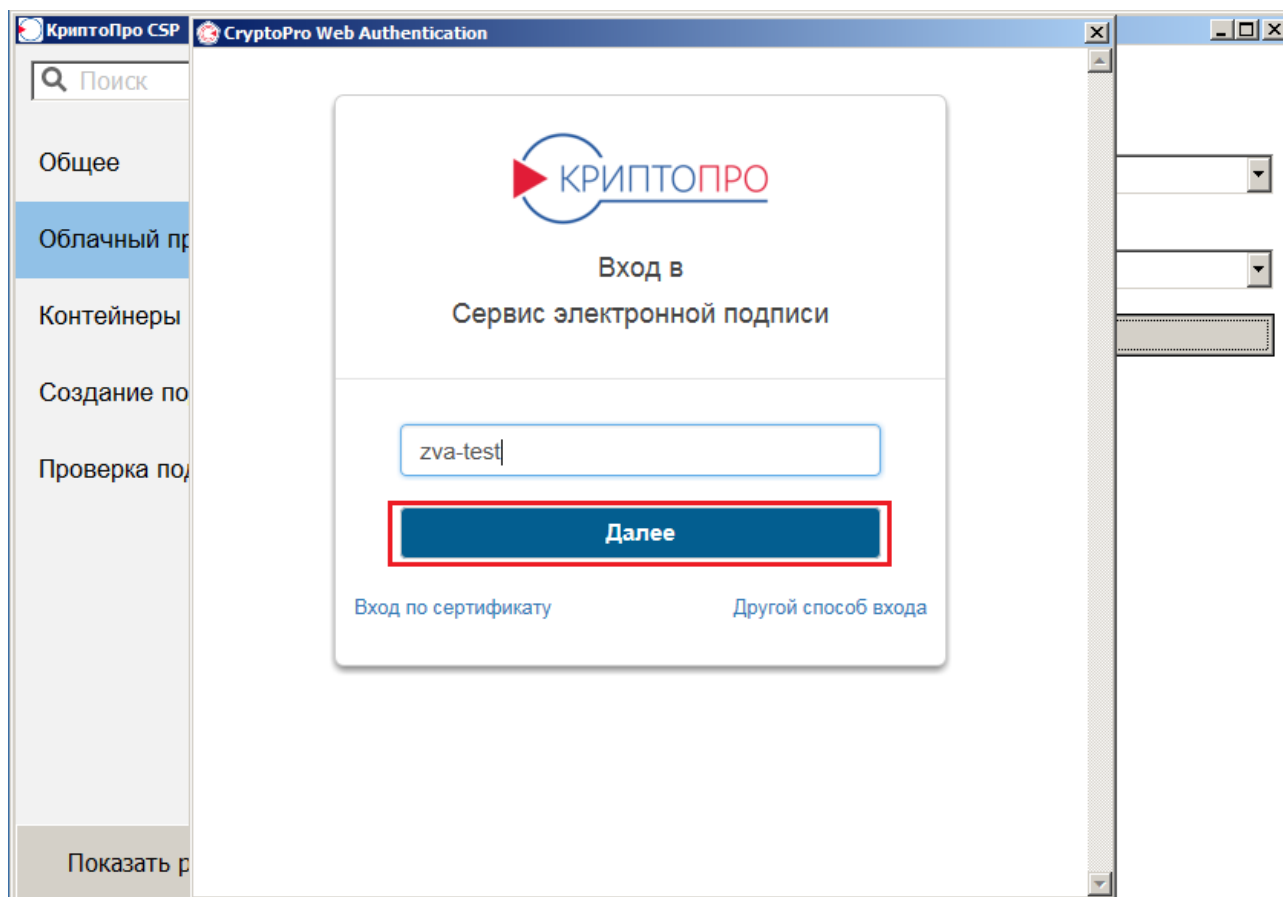 КриптоПро CSP
CryptoPro Web Authentication
Поиск
Общее
Облачный пр
Контейнеры
Создание по
Проверка под
Показать р
КРИПТОПРО
Вход в
Сервис электронной подписи
zva-test
Далее
Вход по сертификату
Другой способ входа